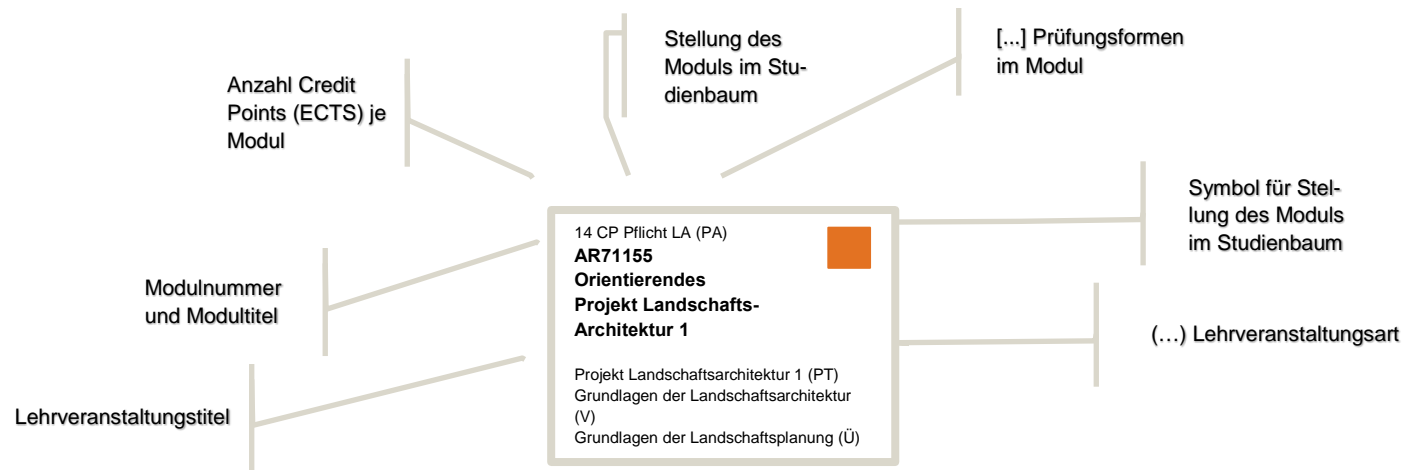 Stellung des
Moduls im Stu-
dienbaum
[...] Prüfungsformen
im Modul
Anzahl Credit
Points (ECTS) je
Modul
Symbol für Stel-
lung des Moduls
im Studienbaum
Modulnummer
und Modultitel
(…) Lehrveranstaltungsart
Lehrveranstaltungstitel
14 CP Pflicht LA (PA)
AR71155
Orientierendes
Projekt Landschafts-
Architektur 1
Projekt Landschaftsarchitektur 1 (PT)
Grundlagen der Landschaftsarchitektur
(V)
Grundlagen der Landschaftsplanung (Ü)